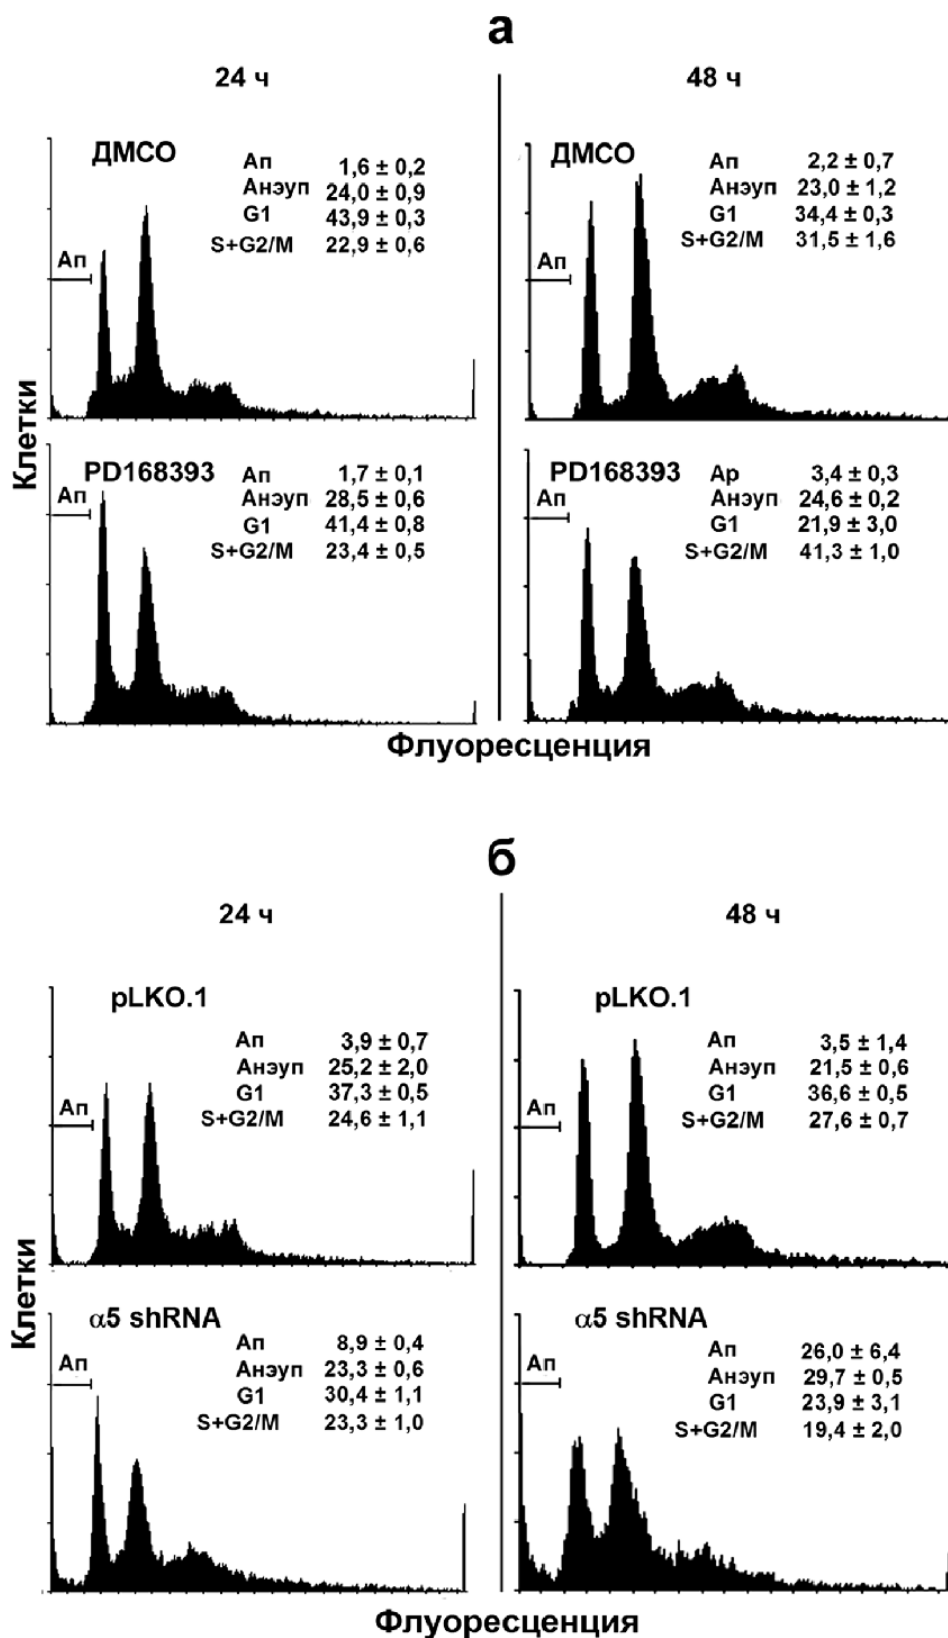 а
24 ч
48 ч
ДМСО
Ап 1,6 ± 0,2
Анэуп 24,0 ± 0,9
G1 43,9 ± 0,3
S+G2/M 22,9 ± 0,6
Ап
ДМСО
Ап 2,2 ± 0,7
Анэуп 23,0 ± 1,2
G1 34,4 ± 0,3
S+G2/M 31,5 ± 1,6
Ап
Клетки
PD168393
Ап 1,7 ± 0,1
Анэуп 28,5 ± 0,6
G1 41,4 ± 0,8
S+G2/M 23,4 ± 0,5
Ап
PD168393
Ap 3,4 ± 0,3
Анэуп 24,6 ± 0,2
G1 21,9 ± 3,0
S+G2/M 41,3 ± 1,0
Ап
Флуоресценция
б
24 ч
48 ч
pLKO.1
Ап 3,9 ± 0,7
Анэуп 25,2 ± 2,0
G1 37,3 ± 0,5
S+G2/M 24,6 ± 1,1
Ап
pLKO.1
Ап 3,5 ± 1,4
Анэуп 21,5 ± 0,6
G1 36,6 ± 0,5
S+G2/M 27,6 ± 0,7
Ап
Клетки
α5 shRNA
Ап 8,9 ± 0,4
Анэуп 23,3 ± 0,6
G1 30,4 ± 1,1
S+G2/M 23,3 ± 1,0
Ап
α5 shRNA
Ап 26,0 ± 6,4
Анэуп 29,7 ± 0,5
G1 23,9 ± 3,1
S+G2/M 19,4 ± 2,0
Ап
Флуоресценция